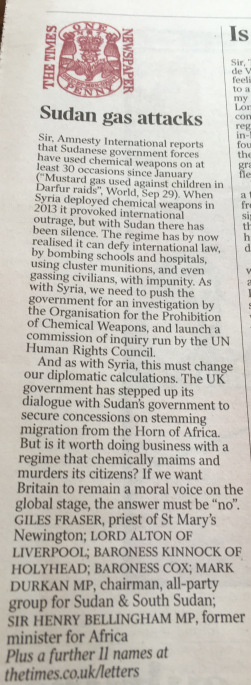 THE TIMES
ONE
PENNY
NEWSPAPER
Is
Sudan gas attacks
Sir, Amnesty International reports
that Sudanese government forces
have used chemical weapons on at
least 30 occasions since January
(“Mustard gas used against children in
Darfur raids”, World, Sep 29). When
Syria deployed chemical weapons in
2013 it provoked international
outrage, but with Sudan there has
been silence. The regime has by now
realised it can defy international law,
by bombing schools and hospitals,
using cluster munitions, and even
gassing civilians, with impunity. As
with Syria, we need to push the
government for an investigation by
the Organisation for the Prohibition
of Chemical Weapons, and launch a
commission of inquiry run by the UN
Human Rights Council.
And as with Syria, this must change
our diplomatic calculations. The UK
government has stepped up its
dialogue with Sudan's government to
secure concessions on stemming
migration from the Horn of Africa.
But is it worth doing business with a
regime that chemically maims and
murders its citizens? If we want
Britain to remain a moral voice on the
global stage, the answer must be “no”.
GILES FRASER, priest of St Mary's
Newington; LORD ALTON OF
LIVERPOOL; BARONESS KINNOCK OF
HOLYHEAD; BARONESS COX; MARK
DURKAN MP, chairman, all-party
group for Sudan & South Sudan;
SIR HENRY BELLINGHAM MP, former
minister for Africa
Plus a further 11 names at
thetimes.co.uk/letters